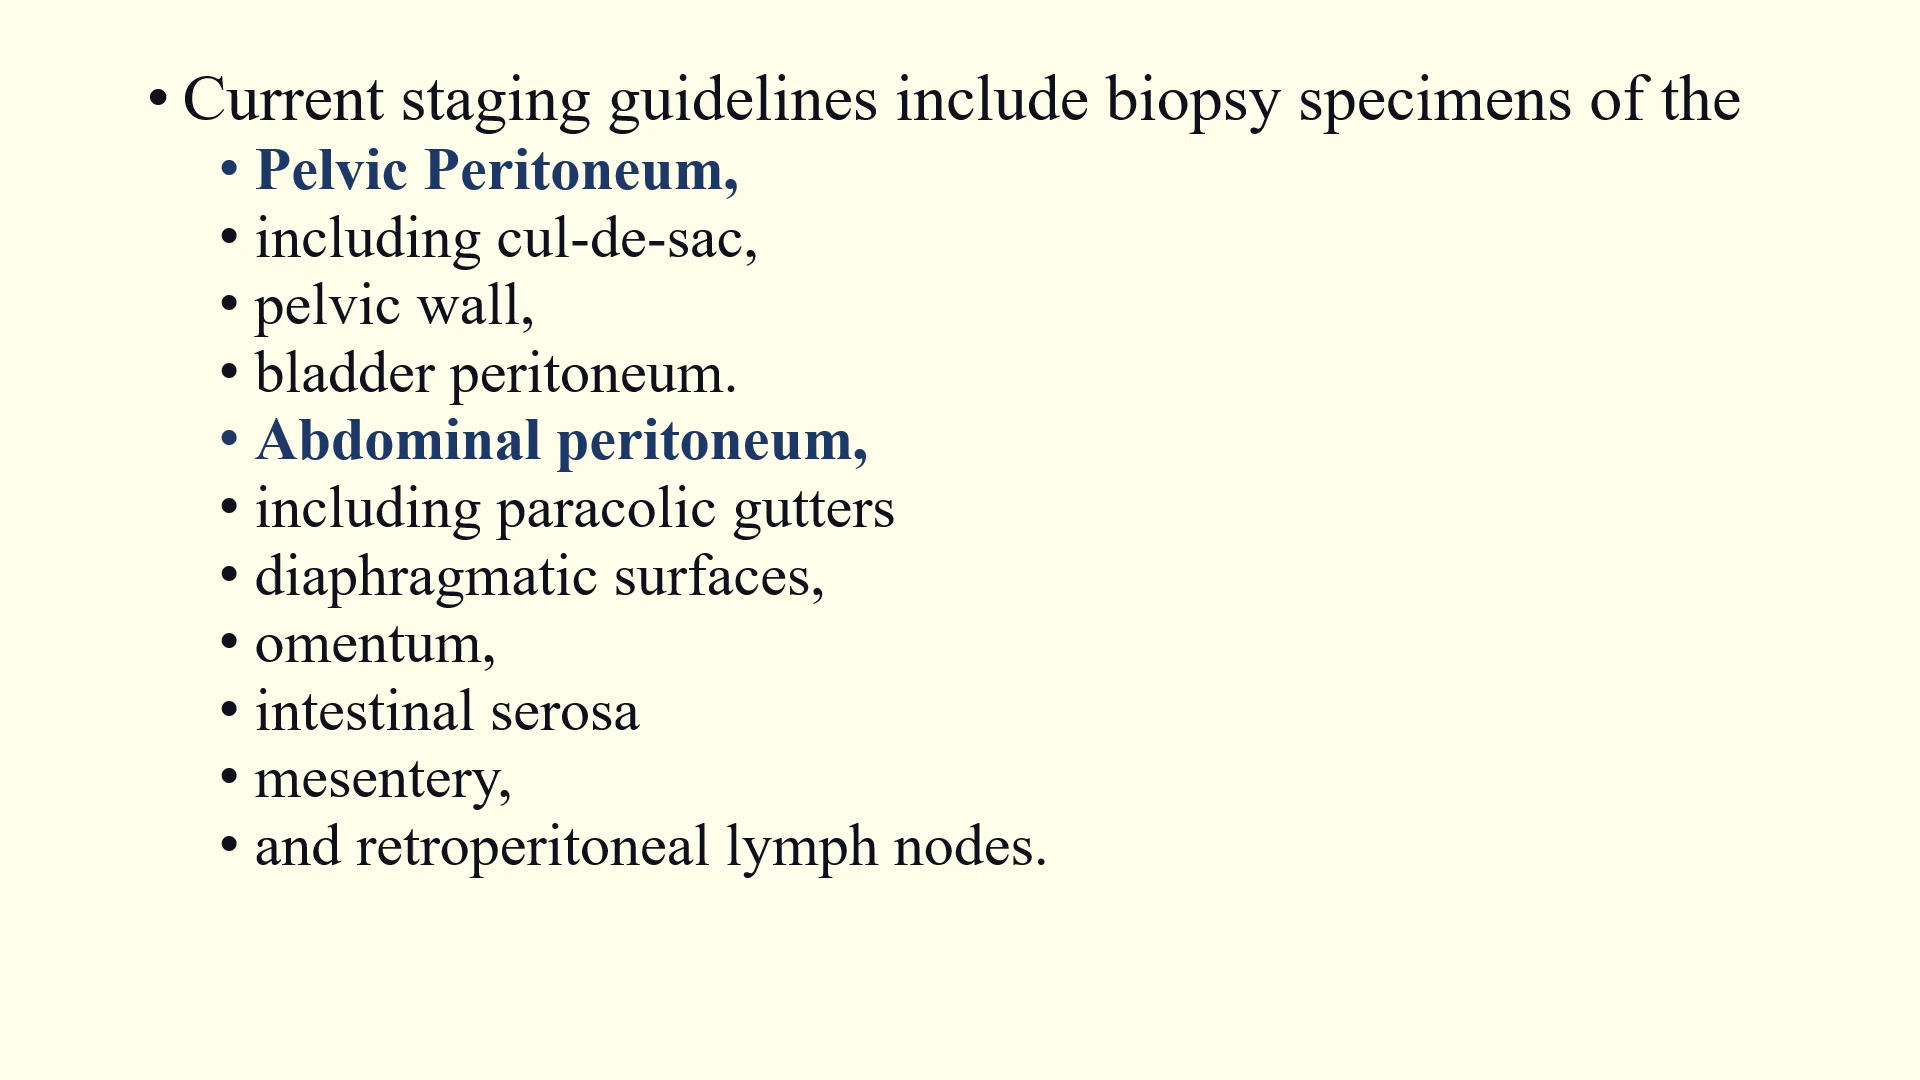 • Current staging guidelines include biopsy specimens of the
• Pelvic Peritoneum,
• including cul-de-sac,
• pelvic wall,
• bladder peritoneum.
• Abdominal peritoneum,
• including paracolic gutters
• diaphragmatic surfaces,
• omentum,
• intestinal serosa
• mesentery,
• and retroperitoneal lymph nodes.